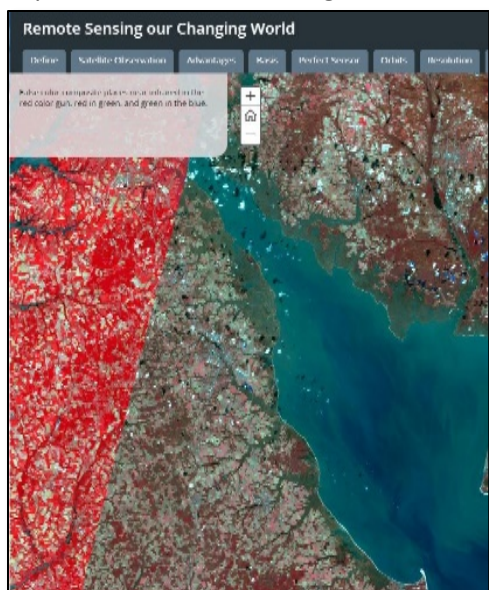 Remote Sensing our Changing World
Define Satellite Observation Advantages Basis Perfect Sensor Orbits Resolution
False color composite places near infrared in the
red color gun, red in green, and green in the blue.
+